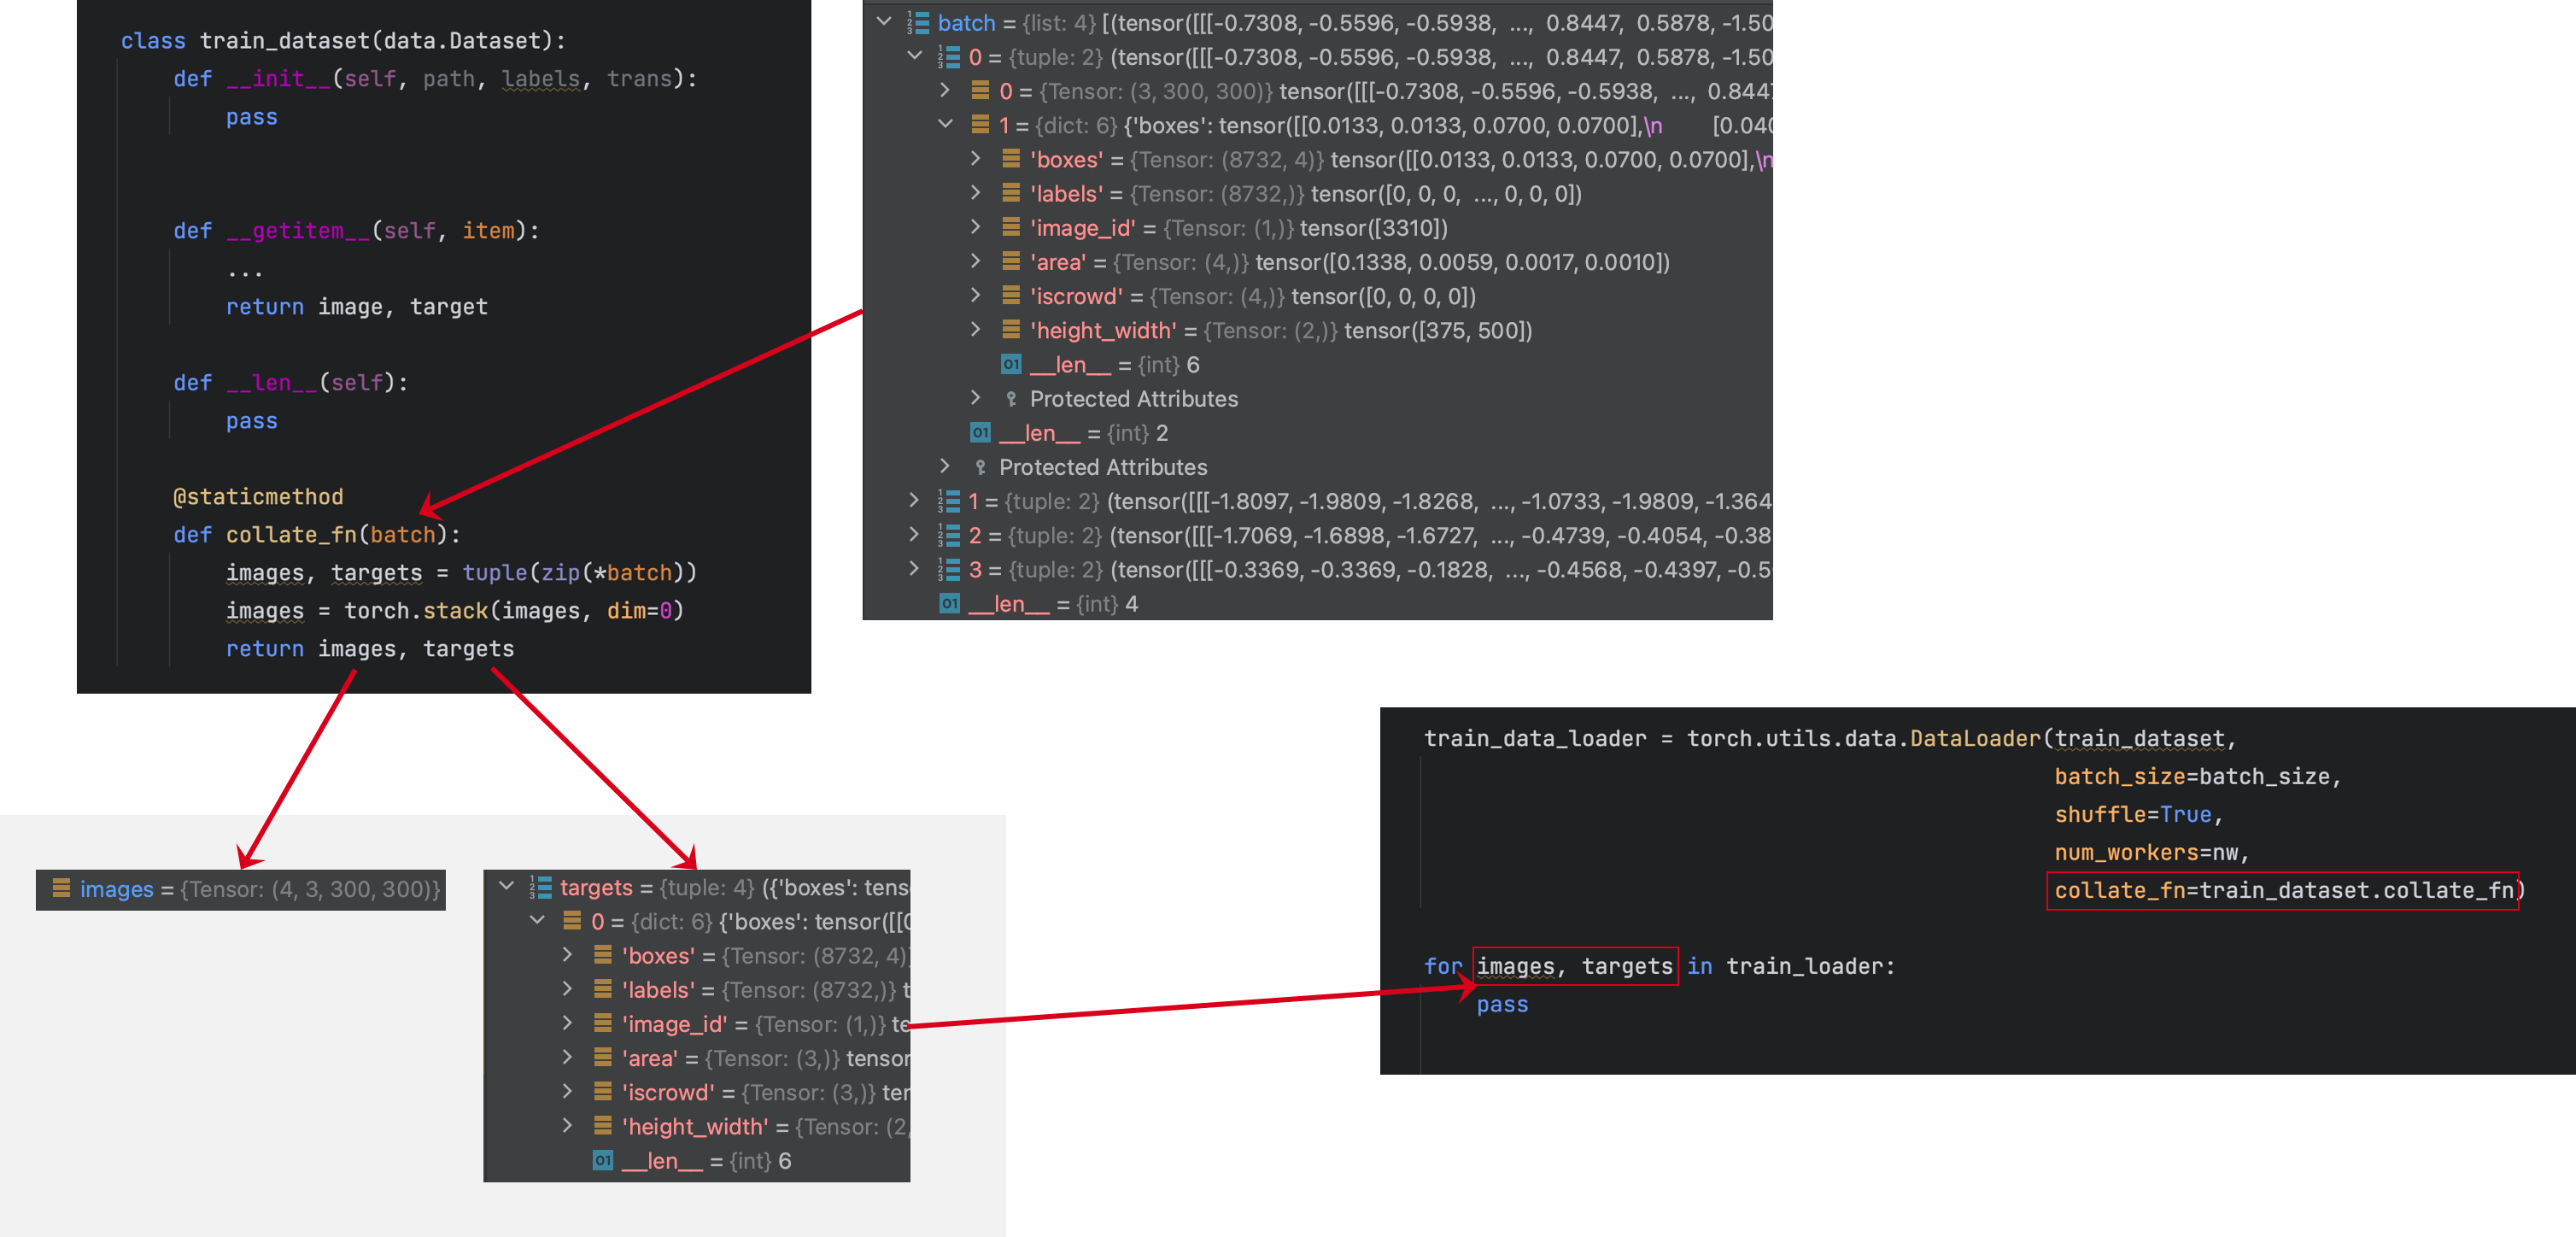 class train_dataset(data.Dataset):
def __init__(self, path, labels, trans):
pass
def __getitem__(self, item):
...
return image, target
def __len__(self):
pass
@staticmethod
def collate_fn(batch):
images, targets = tuple(zip(*batch))
images = torch.stack(images, dim=0)
return images, targets
batch = {list: 4} [(tensor([[[-0.7308, -0.5596, -0.5938, ..., 0.8447, 0.5878, -1.50
0 = {tuple: 2} (tensor([[[-0.7308, -0.5596, -0.5938, ..., 0.8447, 0.5878, -1.50
0 = {Tensor: (3, 300, 300)} tensor([[[-0.7308, -0.5596, -0.5938, ..., 0.8447
1 = {dict: 6} {'boxes': tensor([[0.0133, 0.0133, 0.0700, 0.0700],\n [0.040
'boxes' = {Tensor: (8732, 4)} tensor([[0.0133, 0.0133, 0.0700, 0.0700],\n
'labels' = {Tensor: (8732,)} tensor([0, 0, 0, ..., 0, 0, 0])
'image_id' = {Tensor: (1,)} tensor([3310])
'area' = {Tensor: (4,)} tensor([0.1338, 0.0059, 0.0017, 0.0010])
'iscrowd' = {Tensor: (4,)} tensor([0, 0, 0, 0])
'height_width' = {Tensor: (2,)} tensor([375, 500])
01 __len__ = {int} 6
Protected Attributes
01 __len__ = {int} 2
Protected Attributes
1 = {tuple: 2} (tensor([[[-1.8097, -1.9809, -1.8268, ..., -1.0733, -1.9809, -1.364
2 = {tuple: 2} (tensor([[[-1.7069, -1.6898, -1.6727, ..., -0.4739, -0.4054, -0.38
3 = {tuple: 2} (tensor([[[-0.3369, -0.3369, -0.1828, ..., -0.4568, -0.4397, -0.5
01 __len__ = {int} 4
images = {Tensor: (4, 3, 300, 300)}
targets = {tuple: 4} ({'boxes': tens
0 = {dict: 6} {'boxes': tensor([[0
'boxes' = {Tensor: (8732, 4)
'labels' = {Tensor: (8732,)} t
'image_id' = {Tensor: (1,)} te
'area' = {Tensor: (3,)} tensor
'iscrowd' = {Tensor: (3,)} ter
'height_width' = {Tensor: (2,
01 __len__ = {int} 6
train_data_loader = torch.utils.data.DataLoader(train_dataset,
batch_size=batch_size,
shuffle=True,
num_workers=nw,
collate_fn=train_dataset.collate_fn)
for images, targets in train_loader:
pass